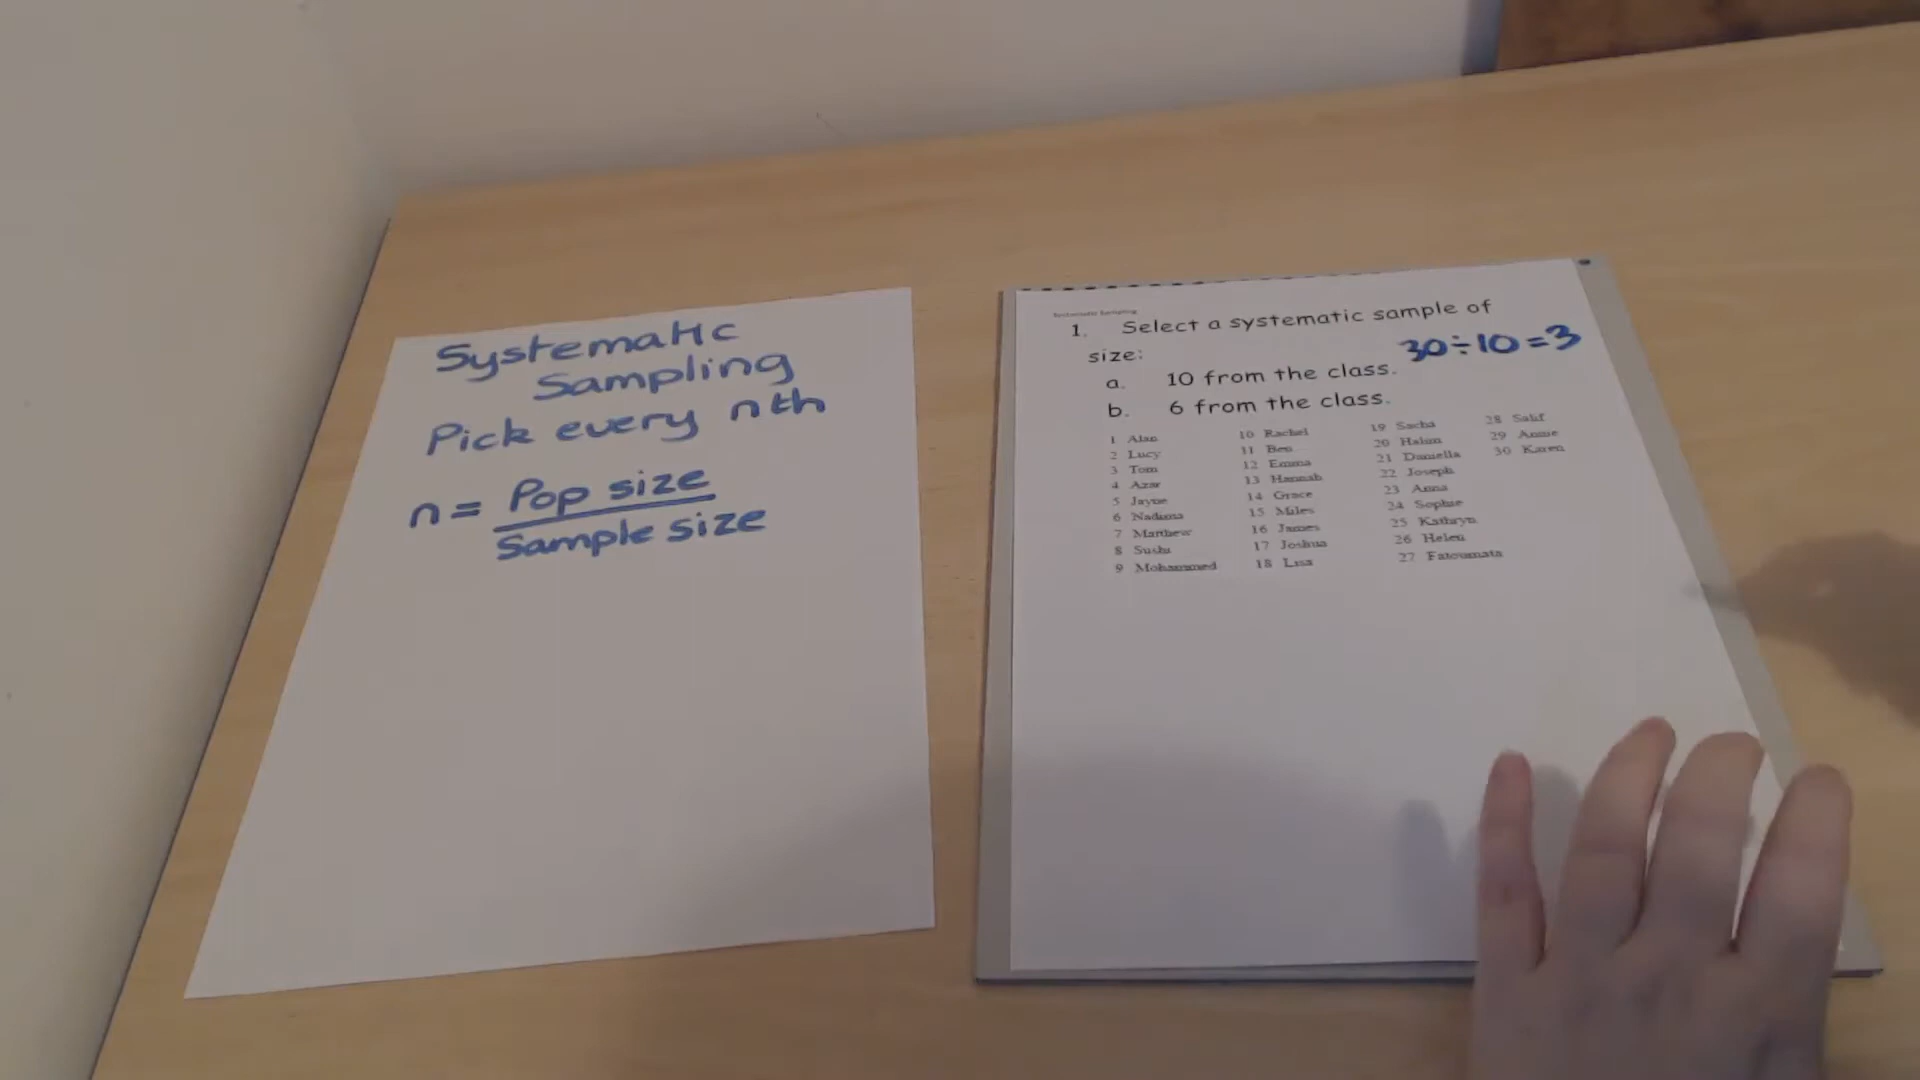 Systematic
Sampling
Pick every nth
n = Pop size
Sample size
Systematic Sampling
1. Select a systematic sample of
size:
30÷10=3
a. 10 from the class.
b. 6 from the class.
1 Alan
2 Lucy
3 Tom
4 Azar
5 Jayne
6 Nadima
7 Matthew
8 Sushi
9 Mohammed
10 Rachel
11 Ben
12 Emma
13 Hannah
14 Grace
15 Miles
16 James
17 Joshua
18 Lisa
19 Sacha
20 Halim
21 Daniella
22 Joseph
23 Anna
24 Sophie
25 Kathryn
26 Helen
27 Fatoumata
28 Salif
29 Annie
30 Karen